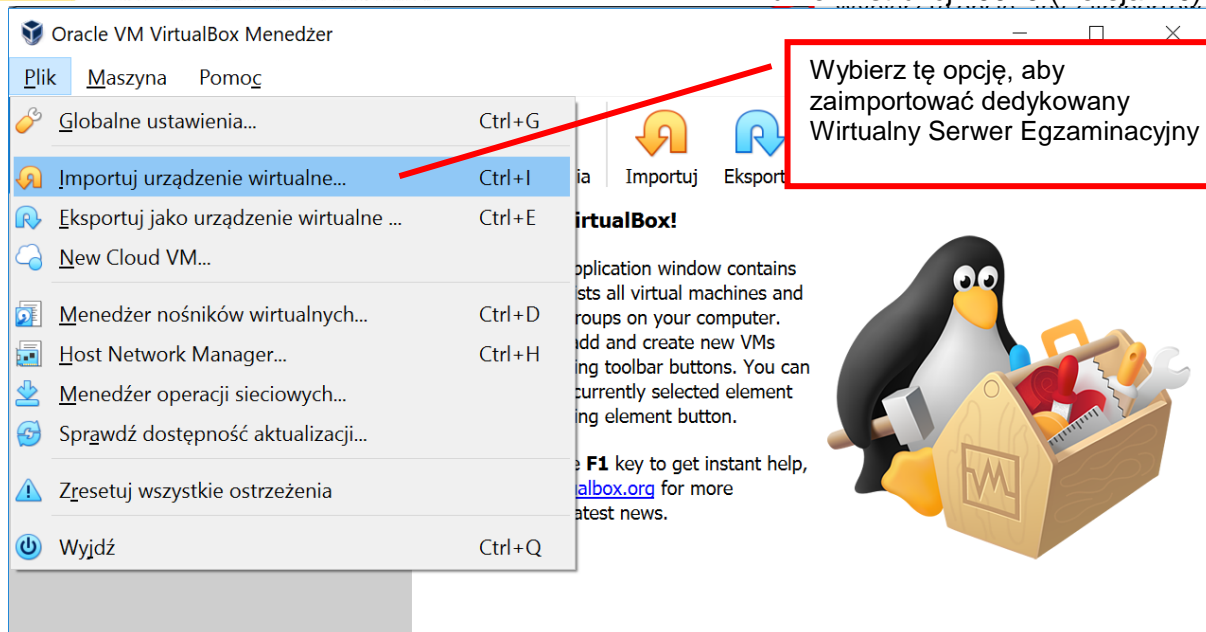 Oracle VM VirtualBox Menedżer
Plik Maszyna Pomoc
Wybierz tę opcję, aby
zaimportować dedykowany
Wirtualny Serwer Egzaminacyjny
Globalne ustawienia... Ctrl+G
Importuj urządzenie wirtualne... Ctrl+I
Eksportuj jako urządzenie wirtualne ... Ctrl+E
New Cloud VM...
Menedżer nośników wirtualnych... Ctrl+D
Host Network Manager... Ctrl+H
Menedżer operacji sieciowych...
Sprawdź dostępność aktualizacji...
Zresetuj wszystkie ostrzeżenia
Wyjdź Ctrl+Q
ia Importuj Eksport
irtualBox!
pplication window contains
sts all virtual machines and
roups on your computer.
add and create new VMs
ing toolbar buttons. You can
currently selected element
ing element button.
F1 key to get instant help,
albox.org for more
atest news.